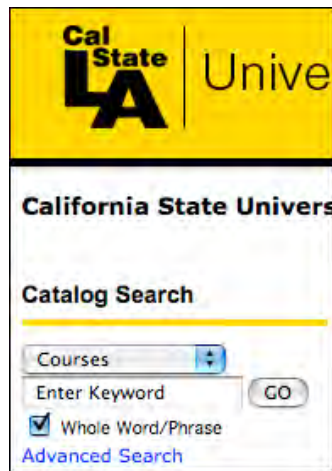 Cal
State
LA
Unive
California State Univers
Catalog Search
Courses
Enter Keyword GO
Whole Word/Phrase
Advanced Search